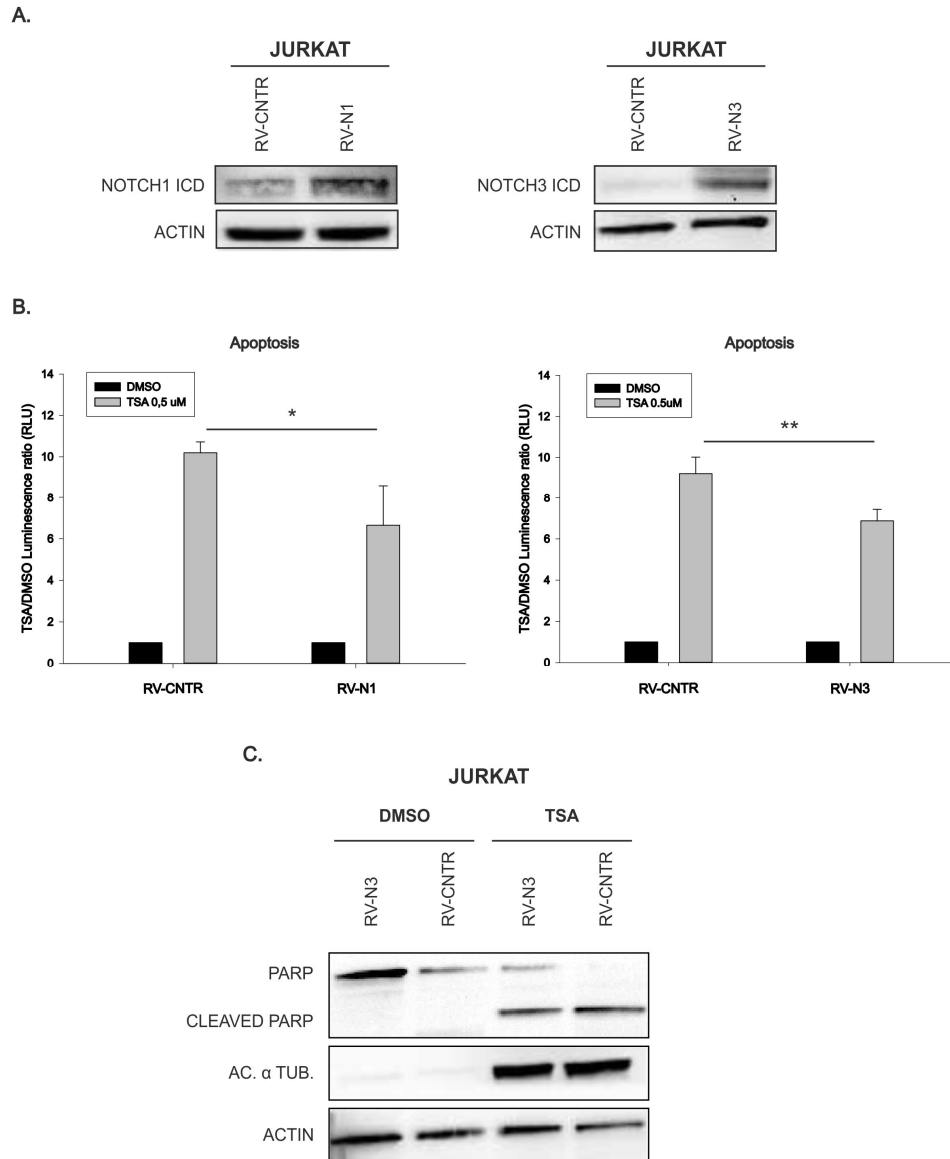 A.
JURKAT
RV-CNTR
RV-N1
NOTCH1 ICD
ACTIN
JURKAT
RV-CNTR
RV-N3
NOTCH3 ICD
ACTIN
B.
Apoptosis
TSA/DMSO Luminescence ratio (RLU)
14
12
10
8
6
4
2
0
DMSO
TSA 0,5 uM
*
RV-CNTR
RV-N1
Apoptosis
TSA/DMSO Luminescence ratio (RLU)
14
12
10
8
6
4
2
0
DMSO
TSA 0.5uM
**
RV-CNTR
RV-N3
C.
JURKAT
DMSO
TSA
RV-N3
RV-CNTR
RV-N3
RV-CNTR
PARP
CLEAVED PARP
AC. α TUB.
ACTIN